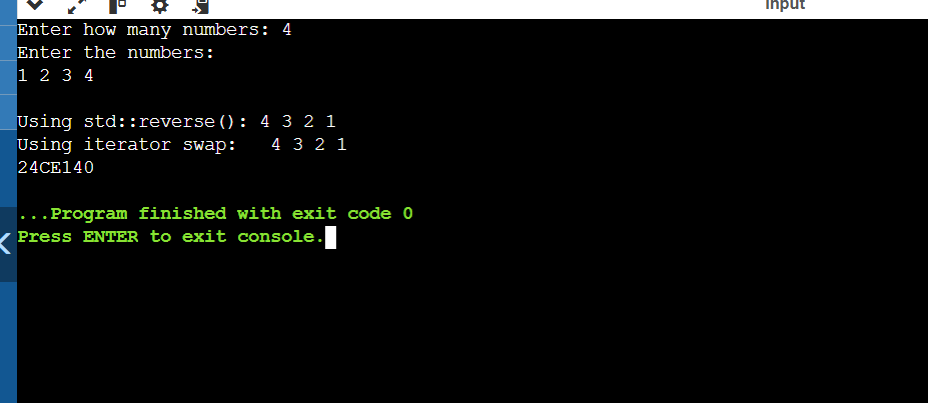 input
Enter how many numbers: 4
Enter the numbers:
1 2 3 4
Using std::reverse(): 4 3 2 1
Using iterator swap:   4 3 2 1
24CE140
...Program finished with exit code 0
Press ENTER to exit console.